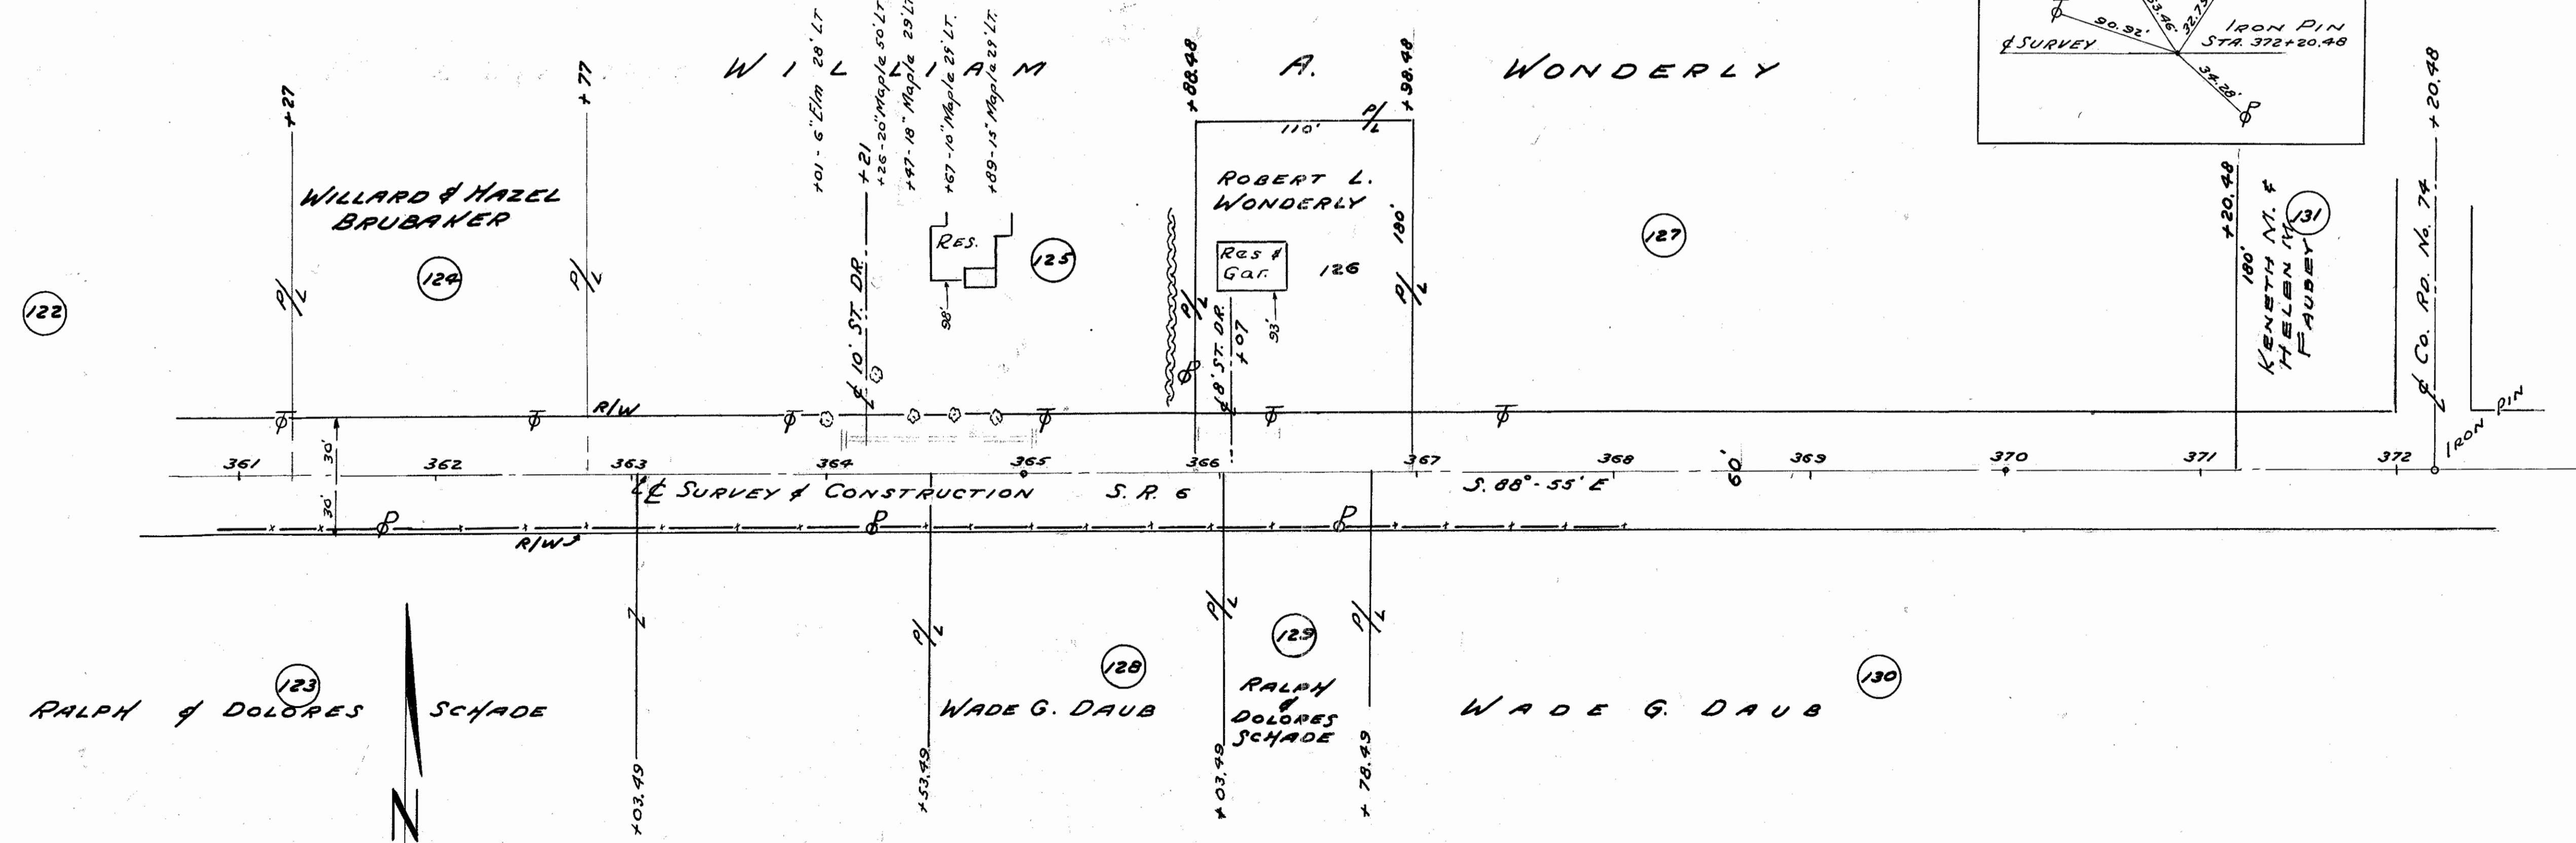 WILLIAM A. WONDERLY
+27
+77
+01 - 6" Elm 28' LT
+21
+26-20" Maple 50' LT
+47-18" Maple 29' LT
+67-10" Maple 29' LT.
+89-15" Maple 29' LT.
+88.48
110'
P/L
+98.48
90.92'
53.46'
32.75
IRON PIN
STA. 372+20.48
₵ SURVEY
34.28'
+20.48
WILLARD & HAZEL
BRUBAKER
124
P/L
P/L
122
₵ 10' ST. DR.
RES.
98'
125
ROBERT L.
WONDERLY
180'
Res &
Gar.
126
93'
P/L
P/L
₵ 8' ST. DR.
+07
127
+20.48
180'
KENETH M. &
HELEN M.
FAUBEY
131
₵ Co. RD. No. 74
IRON PIN
R/W
30'
30'
361 362 363 364 365 366 367 368 369 370 371 372
60'
₵ SURVEY & CONSTRUCTION S.R. 6 S. 88°-55' E
R/W
P/L
P/L
P/L
123
RALPH & DOLORES SCHADE
N
128
WADE G. DAUB
129
RALPH
&
DOLORES
SCHADE
130
WADE G. DAUB
+03.49
+53.49
+03.49
+78.49